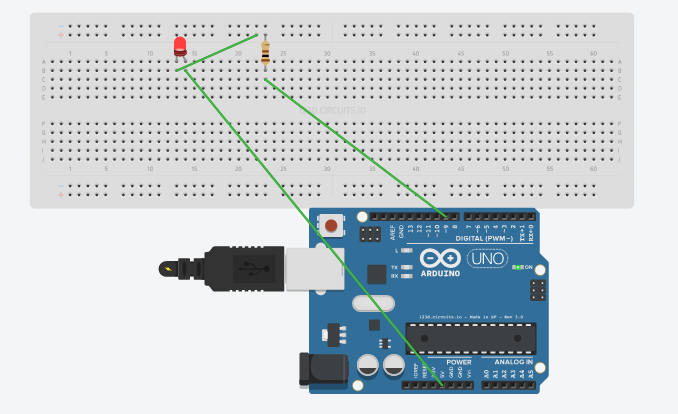 1 5 10 15 20 25 30 35 40 45 50 55 60
A
B
C
D
E
123D CIRCUITS.IO
F
G
H
I
J
1 5 10 15 20 25 30 35 40 45 50 55 60
AREF
GND
13
12
~11
~10
~9
8
7
~6
~5
~4
~3
2
TX→1
RX←0
DIGITAL (PWM~)
L
TX
RX
UNO
ON
ARDUINO
123d.circuits.io - Made in SF - Rev 3.0
POWER ANALOG IN
IOREF
5V
GND
GND
Vin
A0
A1
A2
A3
A4
A5